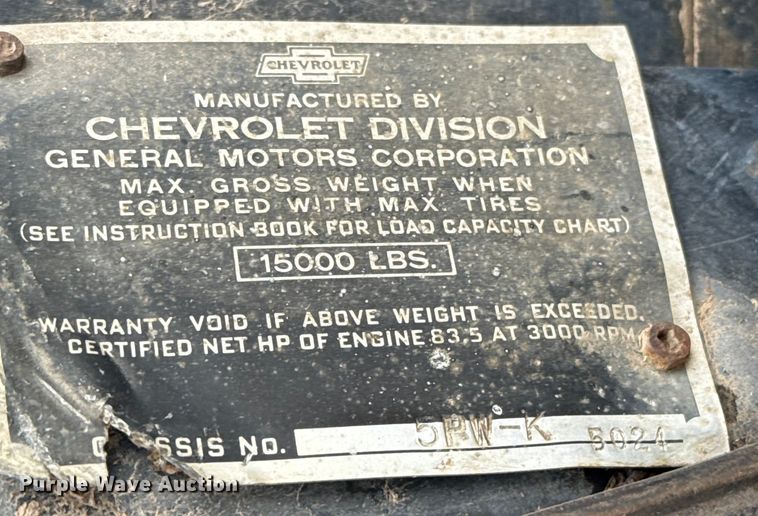 CHEVROLET
MANUFACTURED BY
CHEVROLET DIVISION
GENERAL MOTORS CORPORATION
MAX. GROSS WEIGHT WHEN
EQUIPPED WITH MAX. TIRES
(SEE INSTRUCTION BOOK FOR LOAD CAPACITY CHART)
15000 LBS.
WARRANTY VOID IF ABOVE WEIGHT IS EXCEEDED.
CERTIFIED NET HP OF ENGINE 83.5 AT 3000 RPM
NO. 5RW-K 5024
Purple Wave Auction